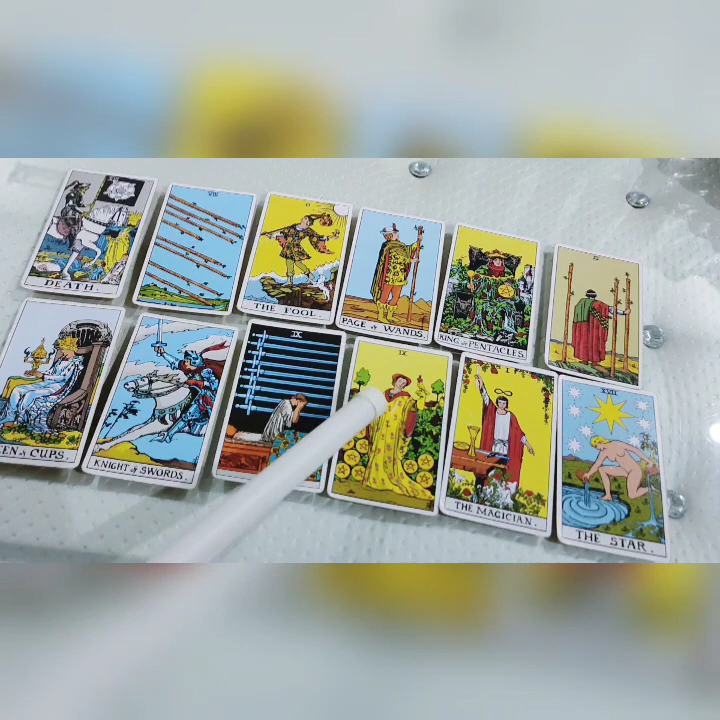 VIII
0
DEATH.
THE FOOL.
PAGE of WANDS.
KING of PENTACLES.
IX
IX
I
XVII
EEN of CUPS.
KNIGHT of SWORDS.
THE MAGICIAN.
THE STAR.